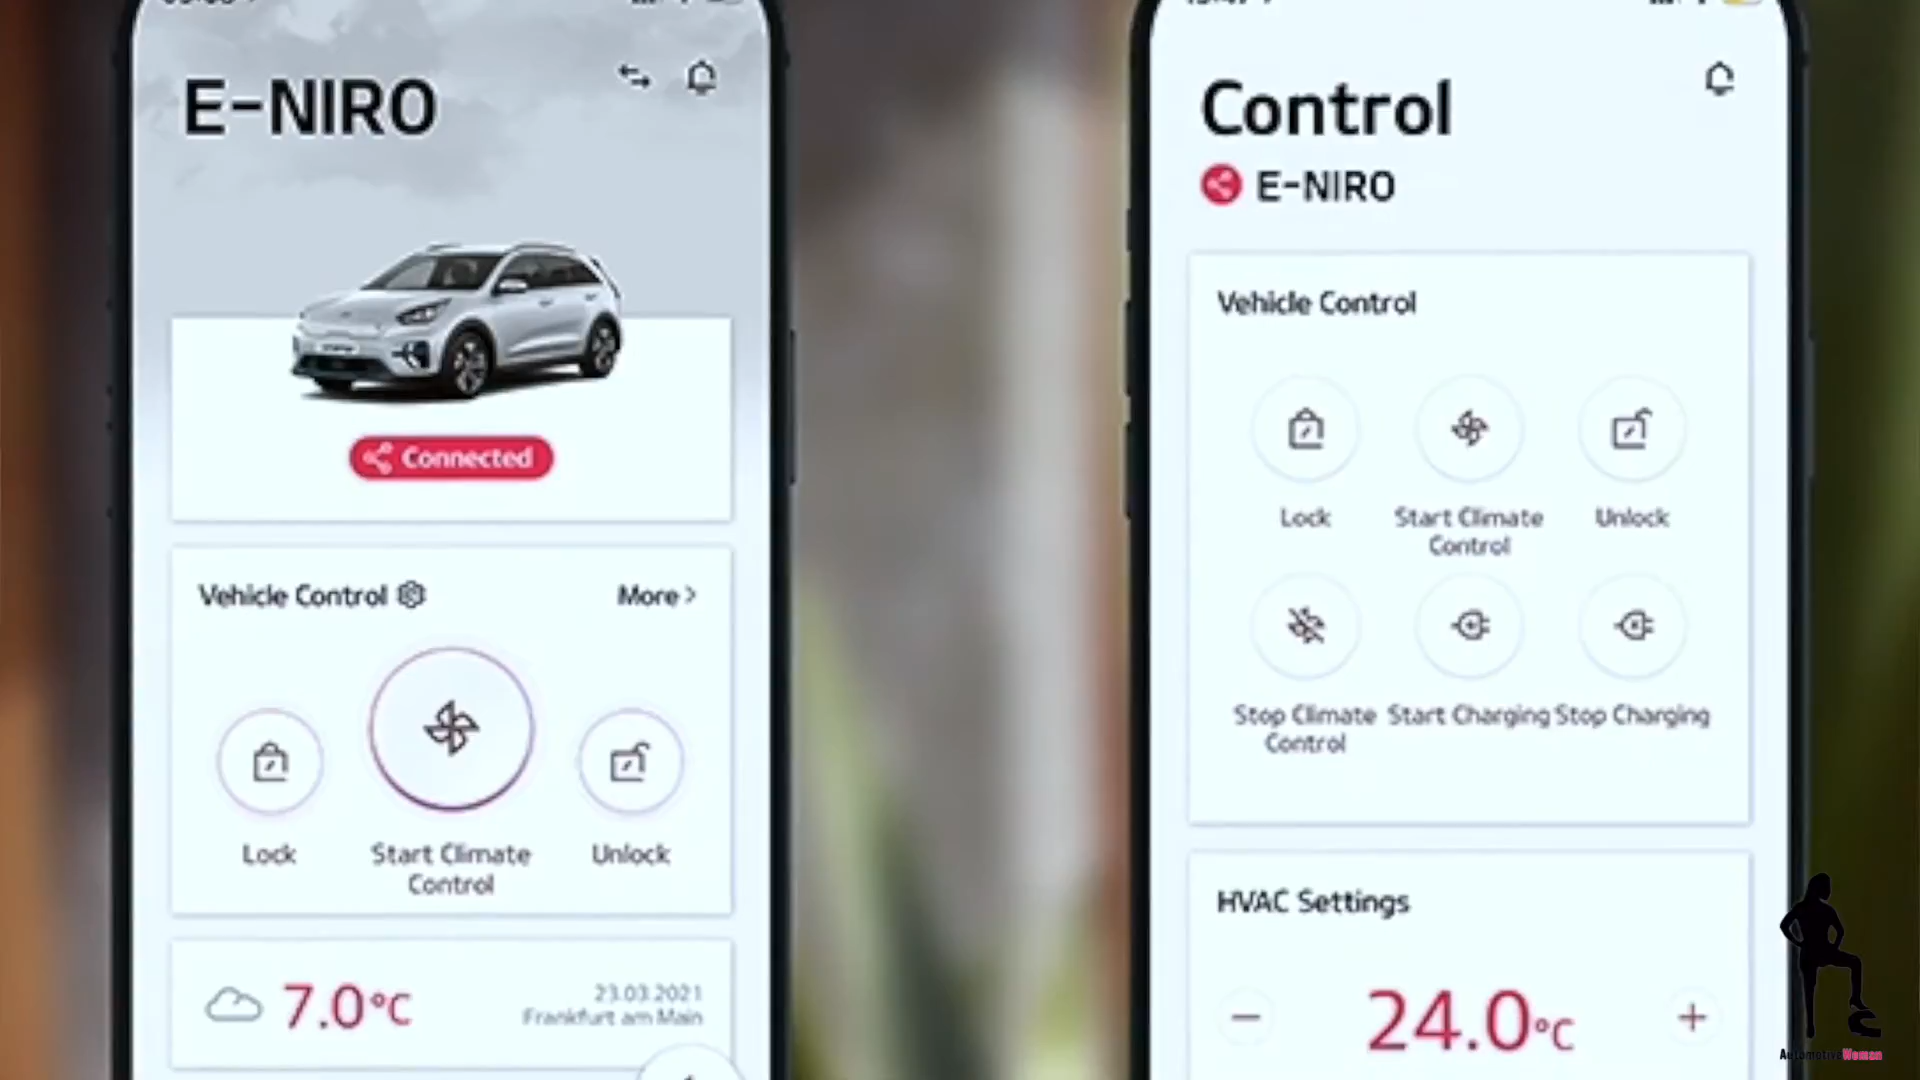 E-NIRO
Connected
Vehicle Control
More >
Lock
Start Climate
Control
Unlock
7.0°C
23.03.2021
Frankfurt am Main
Control
E-NIRO
Vehicle Control
Lock
Start Climate
Control
Unlock
Stop Climate
Control
Start Charging
Stop Charging
HVAC Settings
− 24.0°C +
AutomotiveWoman